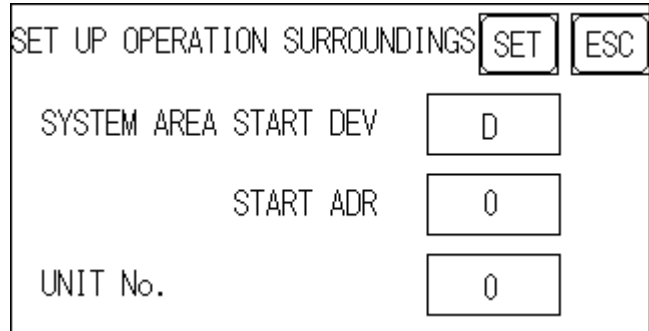 SET UP OPERATION SURROUNDINGS SET ESC
SYSTEM AREA START DEV D
START ADR 0
UNIT No. 0